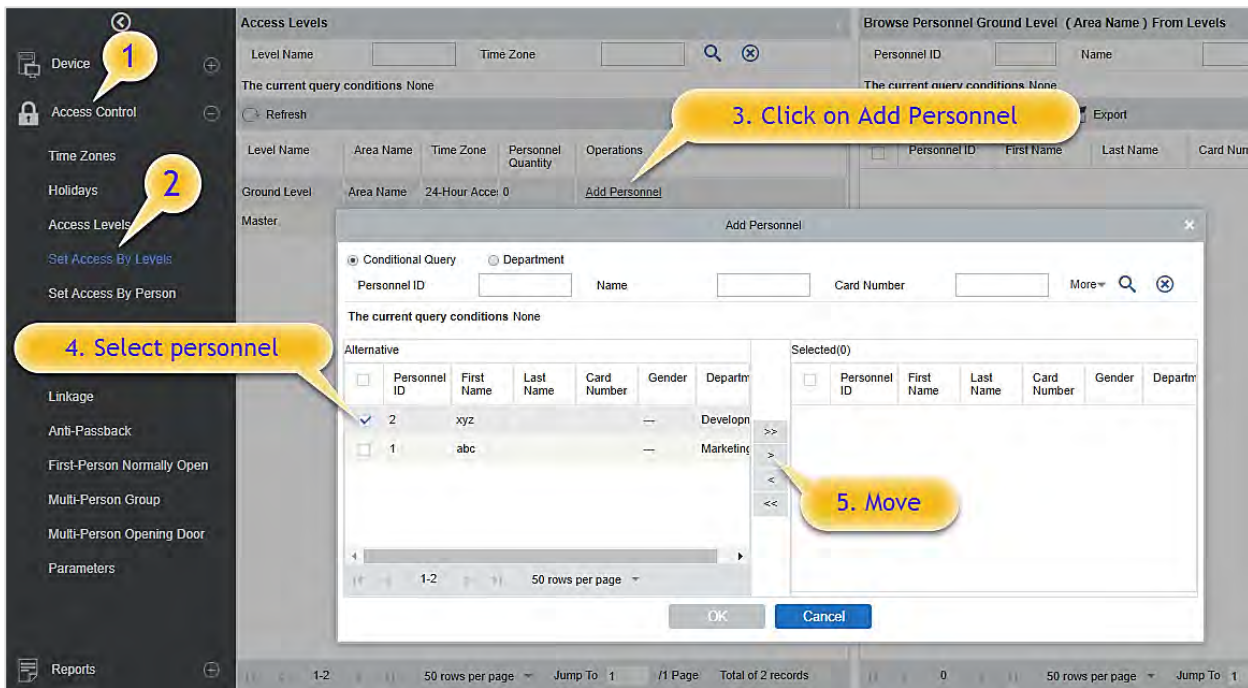 Access Levels
Browse Personnel Ground Level ( Area Name ) From Levels
1
Device
Level Name
Time Zone
Personnel ID
Name
The current query conditions None
The current query conditions None
Access Control
Refresh
3. Click on Add Personnel
Export
Time Zones
Level Name Area Name Time Zone Personnel Quantity Operations
Personnel ID First Name Last Name Card Num
Holidays
2
Ground Level Area Name 24-Hour Acce: 0 Add Personnel
Access Levels
Master
Add Personnel
Set Access By Levels
Conditional Query Department
Set Access By Person
Personnel ID Name Card Number More
The current query conditions None
4. Select personnel
Alternative
Selected(0)
Personnel ID First Name Last Name Card Number Gender Departm
Personnel ID First Name Last Name Card Number Gender Departm
Linkage
2 xyz --- Developm
Anti-Passback
>>
1 abc --- Marketing
>
First-Person Normally Open
<
Multi-Person Group
<<
5. Move
Multi-Person Opening Door
Parameters
1-2 50 rows per page
OK Cancel
Reports
1-2 50 rows per page Jump To 1 /1 Page Total of 2 records
0 50 rows per page Jump To 1